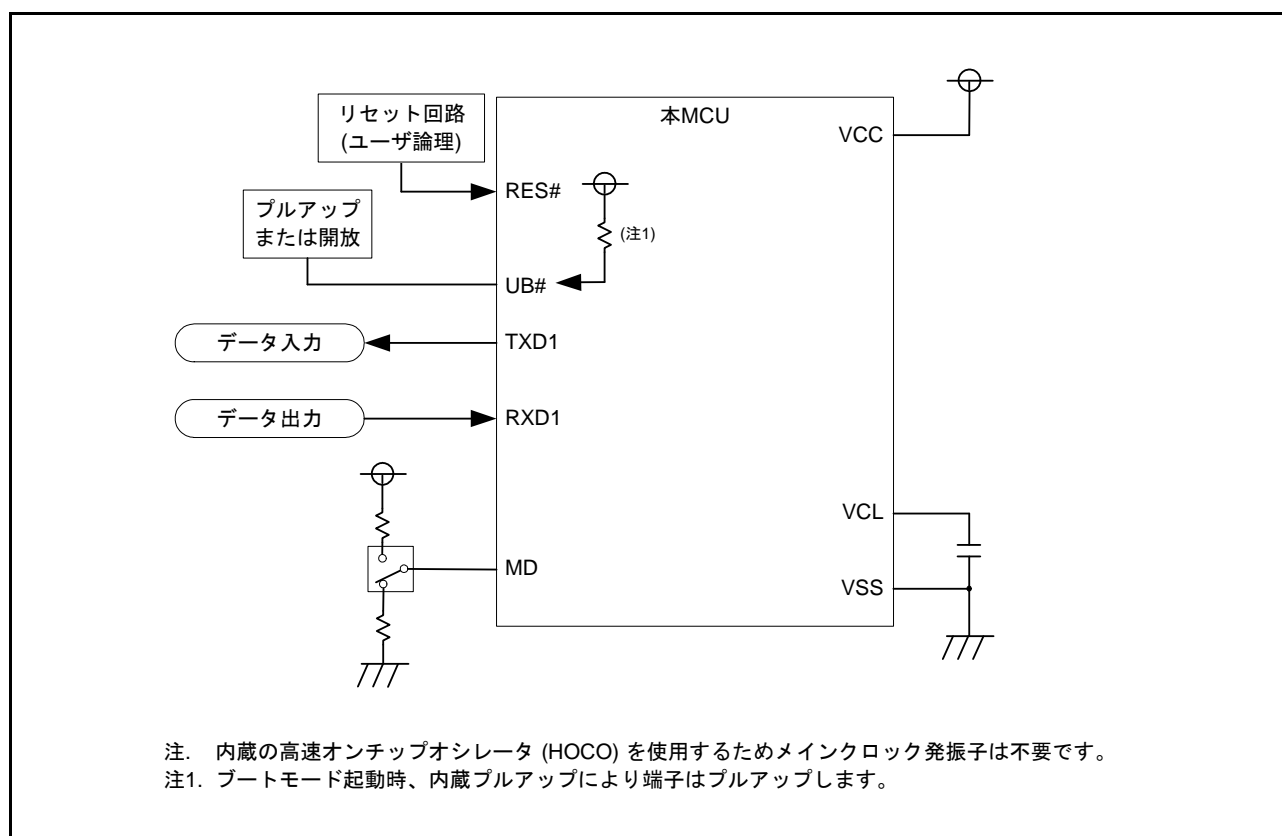 リセット回路
(ユーザ論理)
本MCU
VCC
RES#
プルアップ
または開放
(注1)
UB#
データ入力
TXD1
データ出力
RXD1
VCL
MD
VSS
注. 内蔵の高速オンチップオシレータ (HOCO) を使用するためメインクロック発振子は不要です。
注1. ブートモード起動時、内蔵プルアップにより端子はプルアップします。